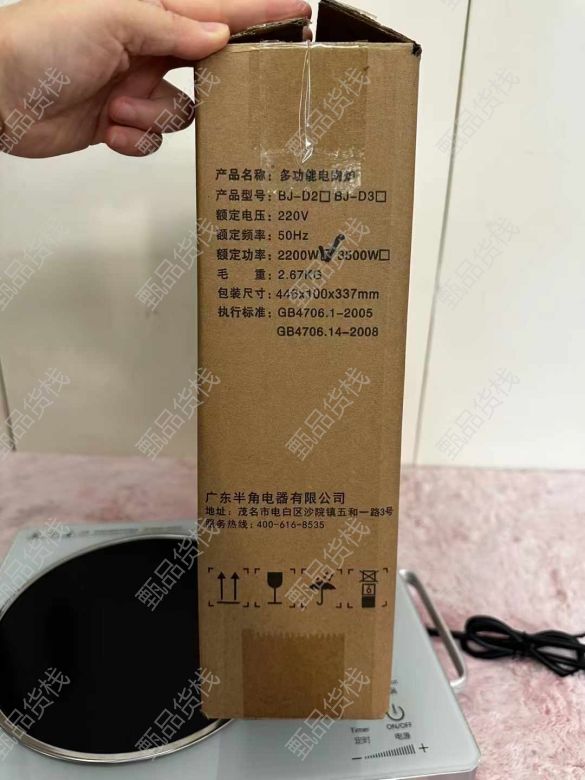 产品名称：多功能电陶炉
产品型号：BJ-D2□ BJ-D3□
额定电压：220V
额定频率：50Hz
额定功率：2200W☑ 3500W□
毛 重：2.67KG
包装尺寸：446x100x337mm
执行标准：GB4706.1-2005
GB4706.14-2008
广东半角电器有限公司
地址：茂名市电白区沙院镇五和一路3号
服务热线：400-616-8535
6
Timer
定时
ON/OFF
电源
- +
甄品货栈